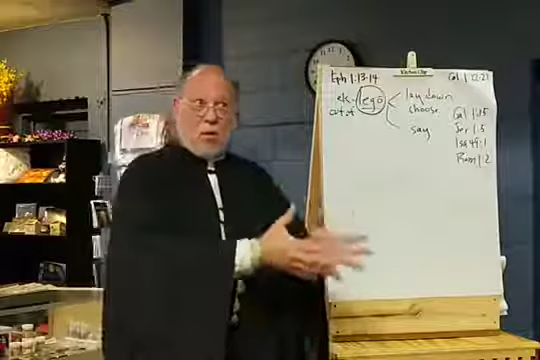 Eph 1:13-14
Gal 1:12-21
ek - lego
out of
lay down
choose
say
Gal 1:15
Jer 1:5
Isa 49:1
Rom 1:2